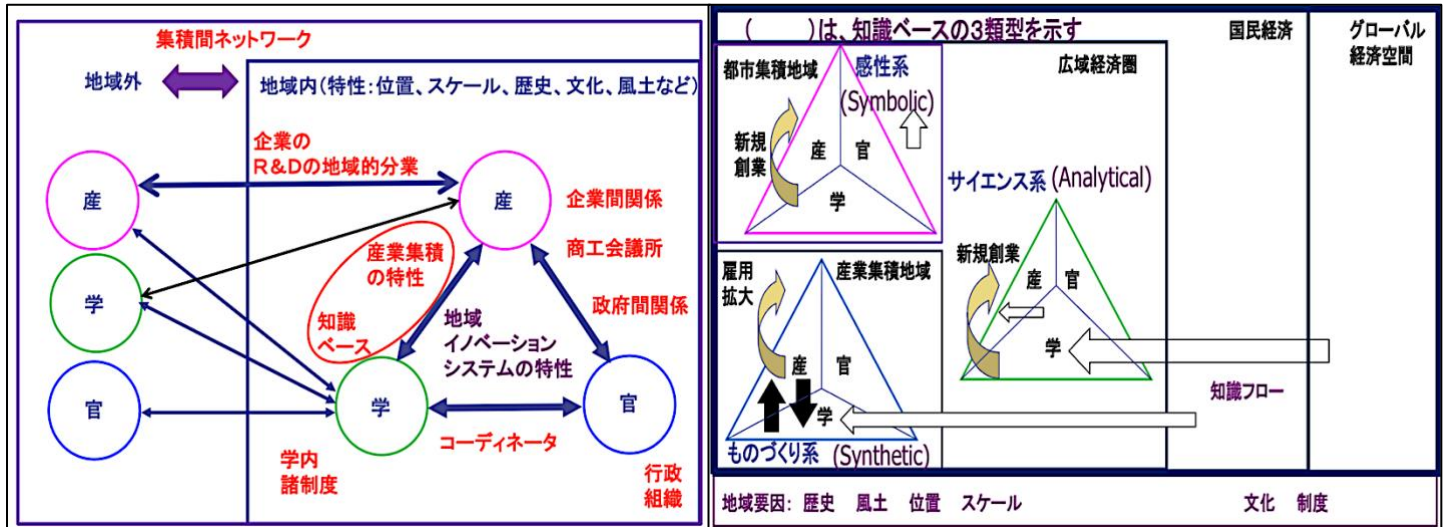 集積間ネットワーク
地域外
地域内(特性:位置、スケール、歴史、文化、風土など)
企業の
R&Dの地域的分業
産
産
企業間関係
産業集積
の特性
商工会議所
学
政府間関係
知識
ベース
地域
イノベーション
システムの特性
官
学
官
コーディネータ
学内
諸制度
行政
組織
( )は、知識ベースの3類型を示す
国民経済
グローバル
経済空間
都市集積地域
感性系
(Symbolic)
広域経済圏
新規
創業
産
官
学
サイエンス系 (Analytical)
新規創業
産
官
学
雇用
拡大
産業集積地域
産
官
学
知識フロー
ものづくり系 (Synthetic)
地域要因: 歴史 風土 位置 スケール 文化 制度